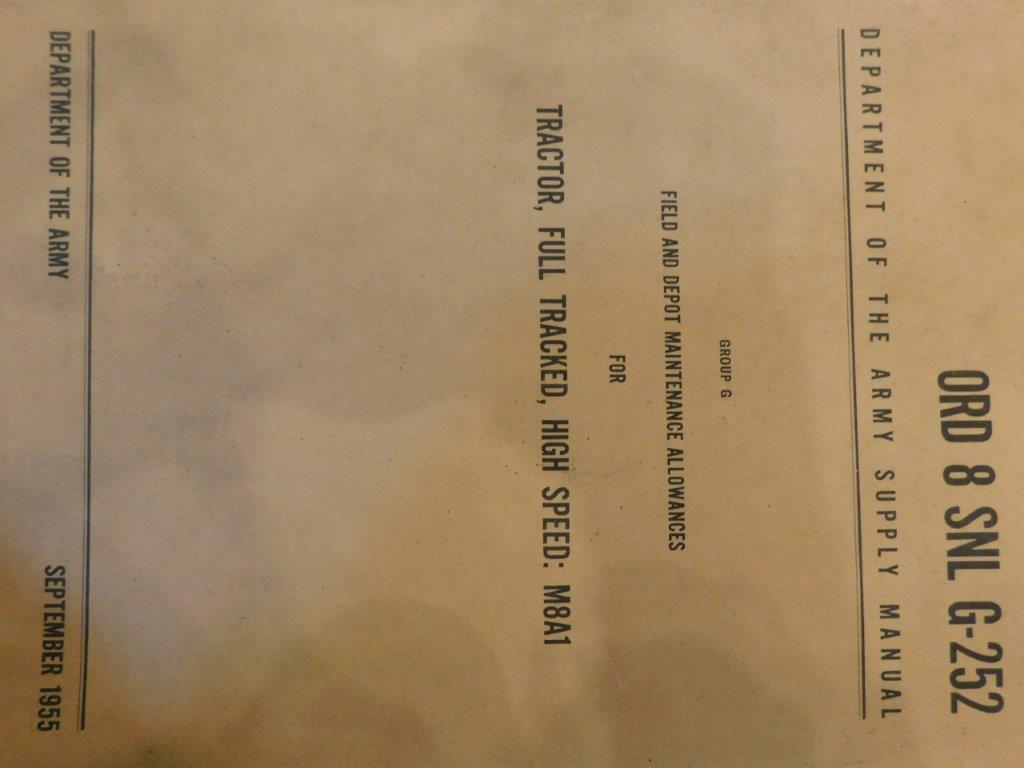 ORD 8 SNL G-252
DEPARTMENT OF THE ARMY SUPPLY MANUAL
GROUP G
FIELD AND DEPOT MAINTENANCE ALLOWANCES
FOR
TRACTOR, FULL TRACKED, HIGH SPEED: M8A1
DEPARTMENT OF THE ARMY SEPTEMBER 1955